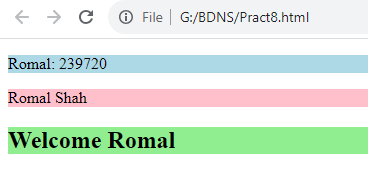 File G:/BDNS/Pract8.html
Romal: 239720
Romal Shah
Welcome Romal